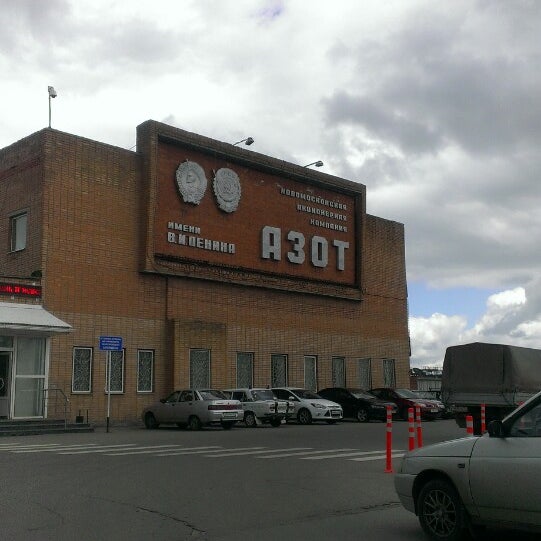 НОВОМОСКОВСКАЯ
АКЦИОНЕРНАЯ
КОМПАНИЯ
ИМЕНИ
В.И.ЛЕНИНА
АЗОТ